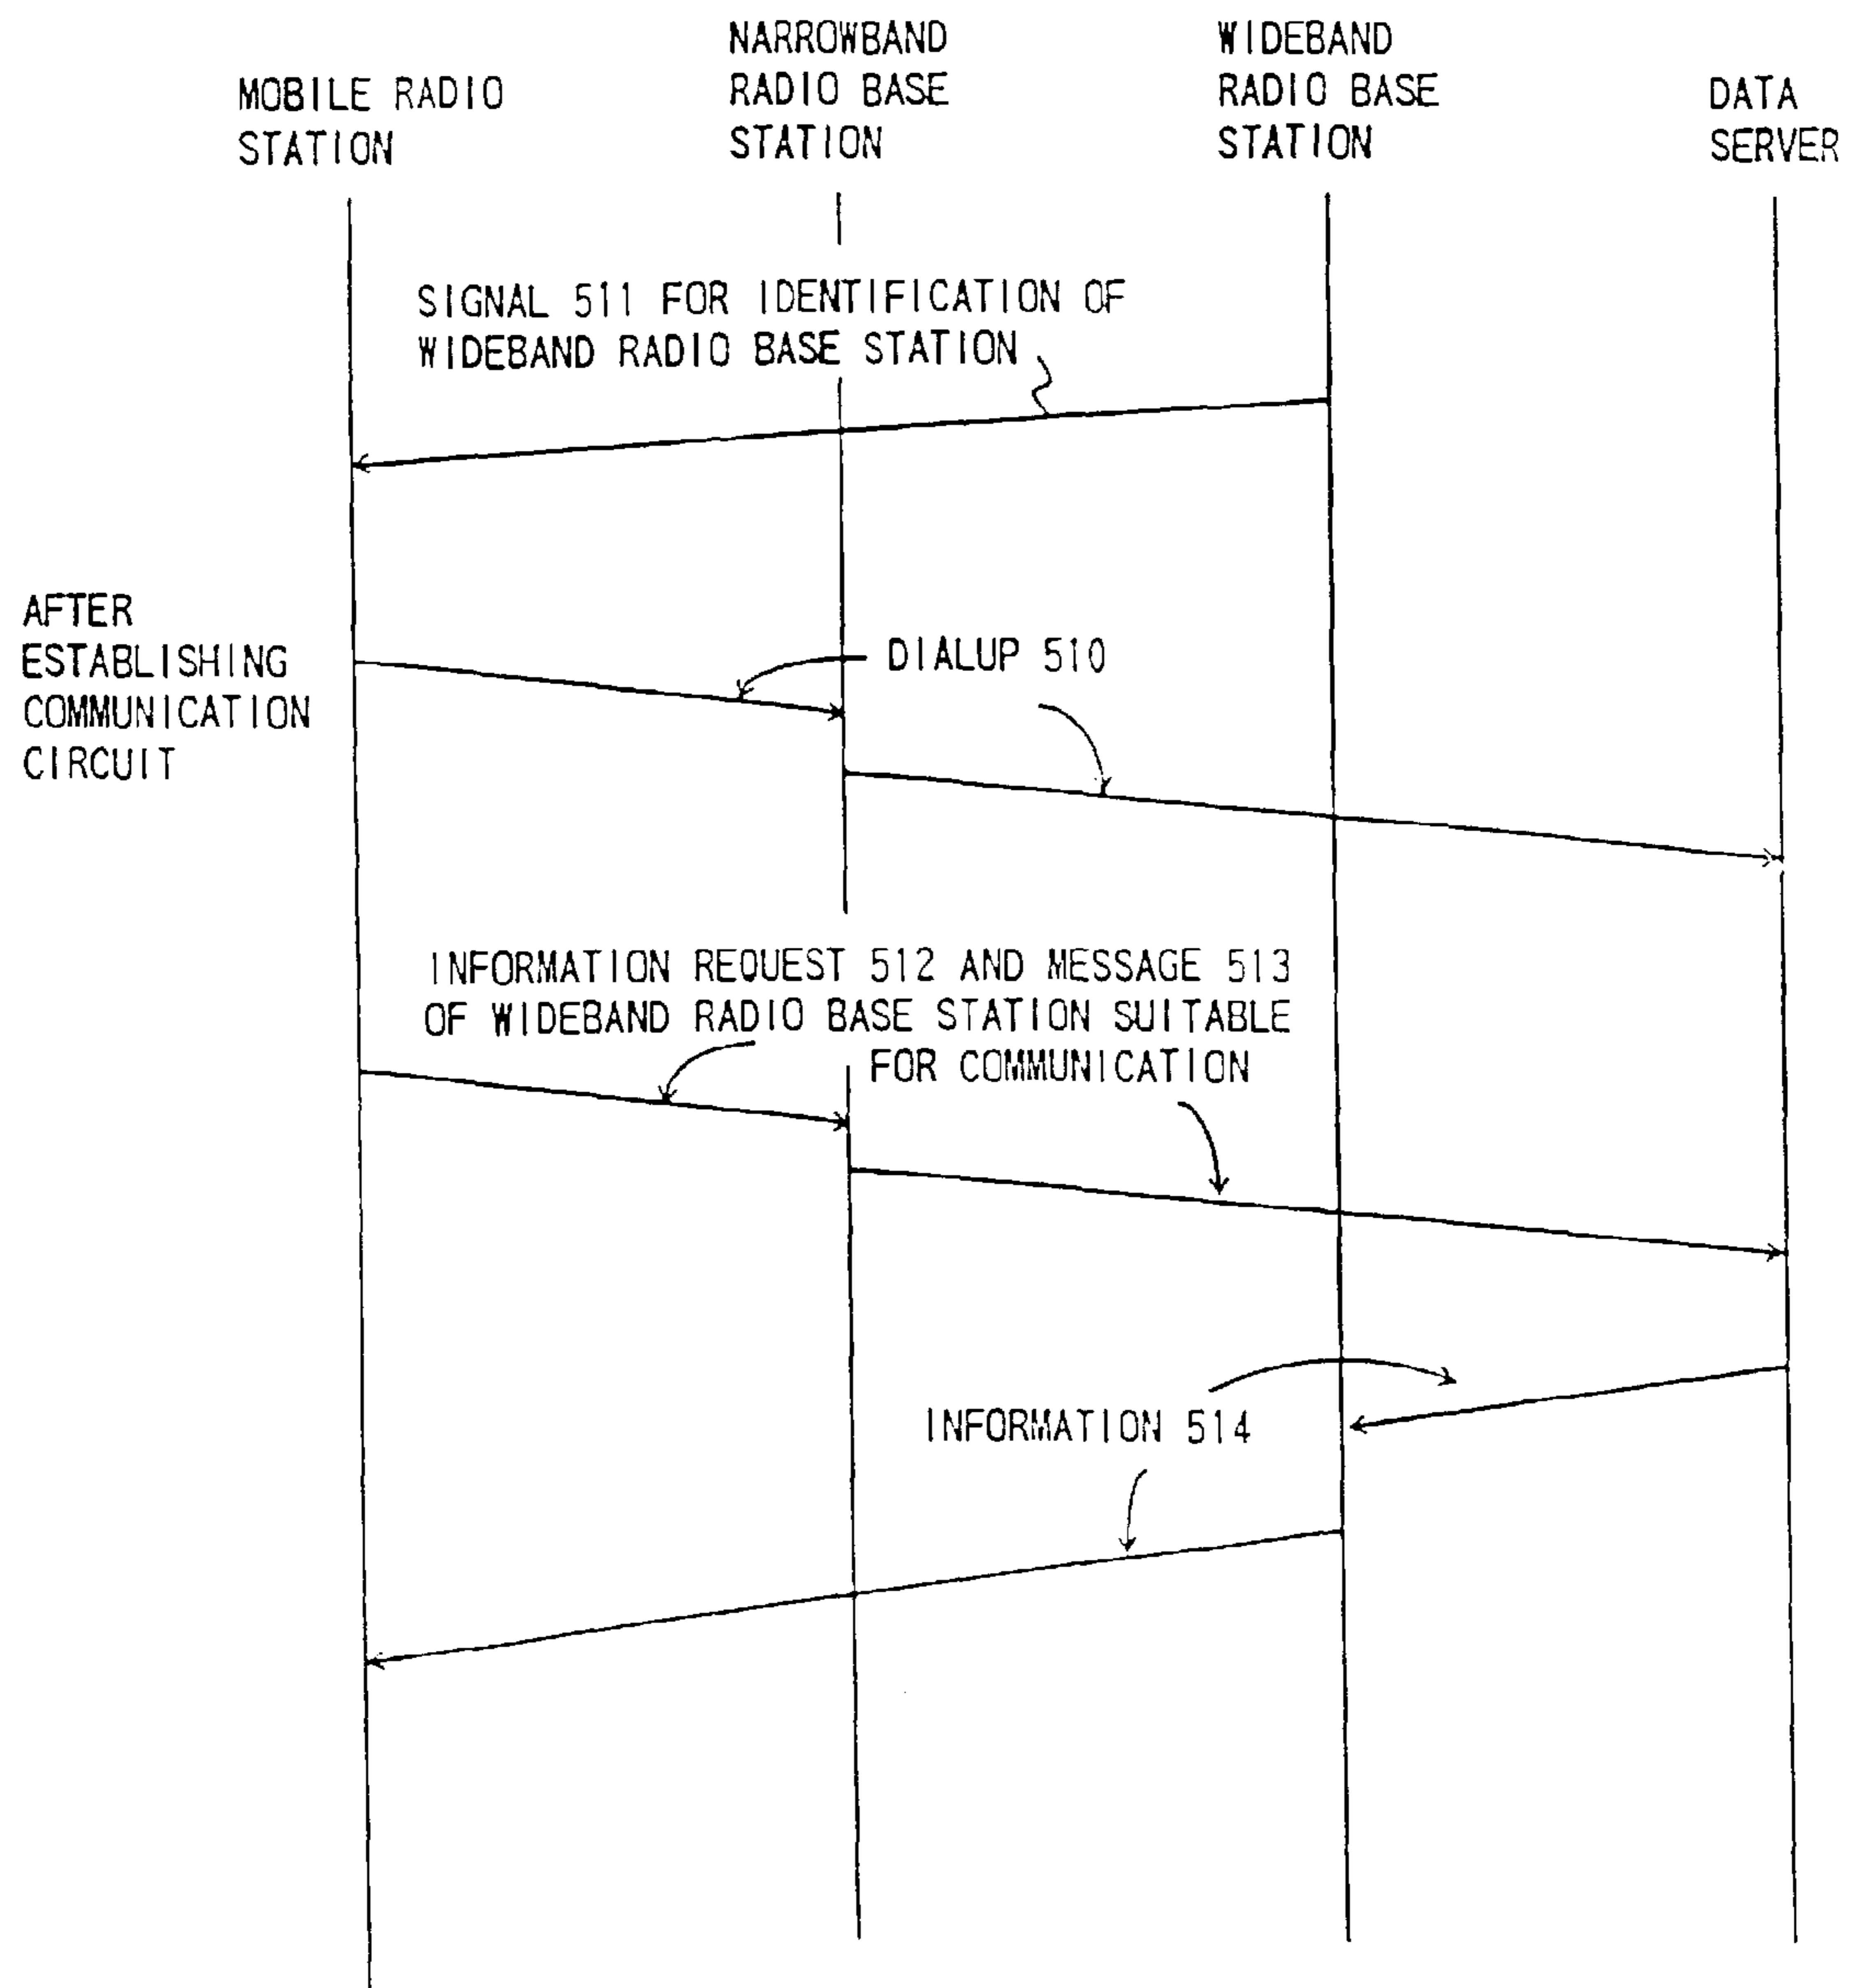 MOBILE RADIO
STATION
NARROWBAND
RADIO BASE
STATION
WIDEBAND
RADIO BASE
STATION
DATA
SERVER
SIGNAL 511 FOR IDENTIFICATION OF
WIDEBAND RADIO BASE STATION
AFTER
ESTABLISHING
COMMUNICATION
CIRCUIT
DIALUP 510
INFORMATION REQUEST 512 AND MESSAGE 513
OF WIDEBAND RADIO BASE STATION SUITABLE
FOR COMMUNICATION
INFORMATION 514